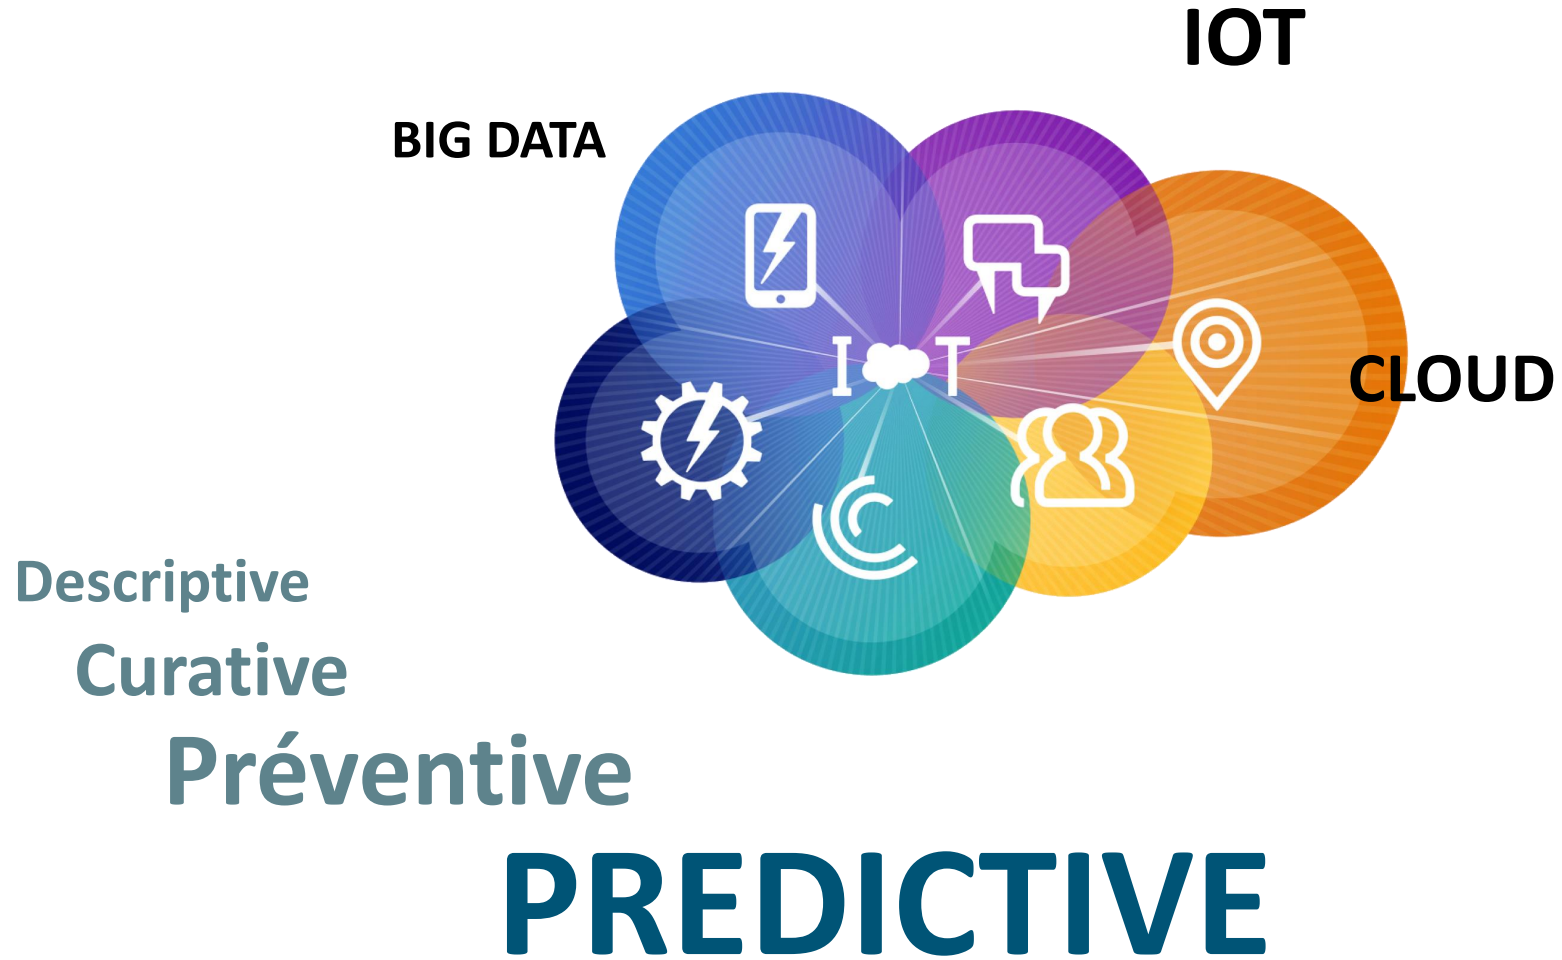 IOT
BIG DATA
I T
CLOUD
Descriptive
Curative
Préventive
PREDICTIVE